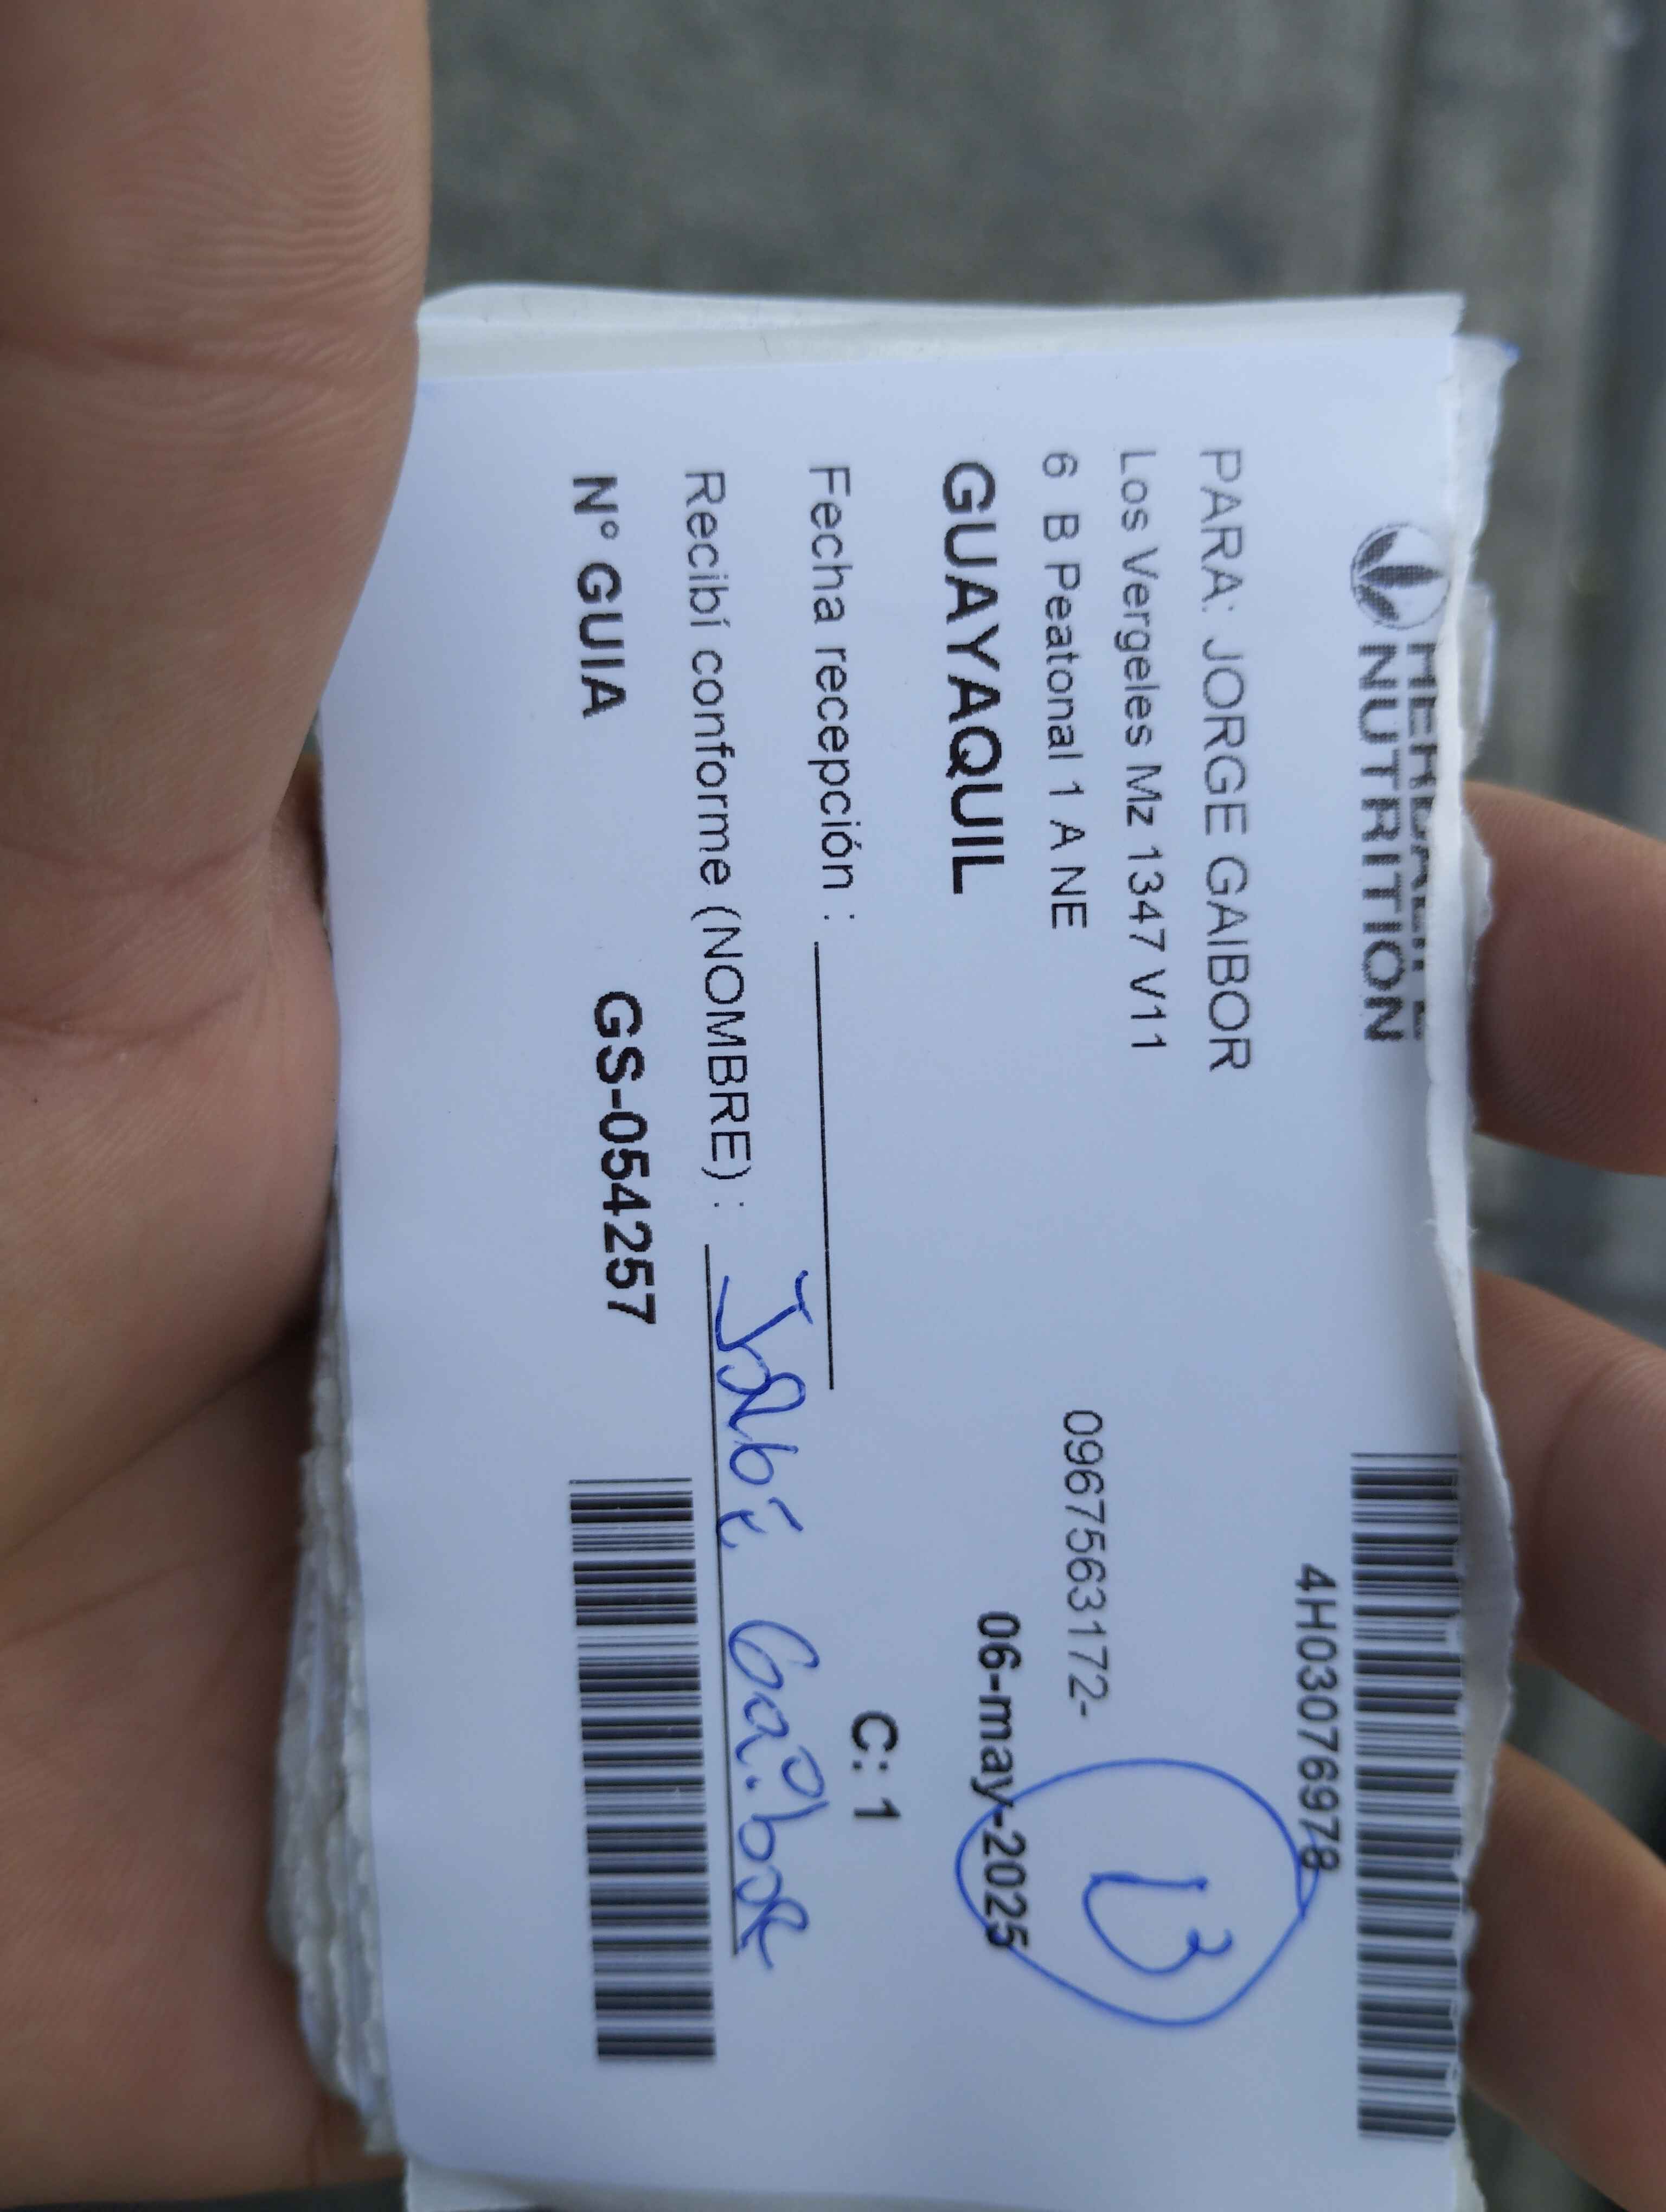 HERBALIFE
NUTRITION
4H03076978
PARA: JORGE GAIBOR
Los Vergeles Mz 1347 V11
6 B Peatonal 1 A NE
0967563172-
GUAYAQUIL
06-may-2025
C: 1
Fecha recepción :
Recibí conforme (NOMBRE) : Gaibor
N° GUIA
GS-054257